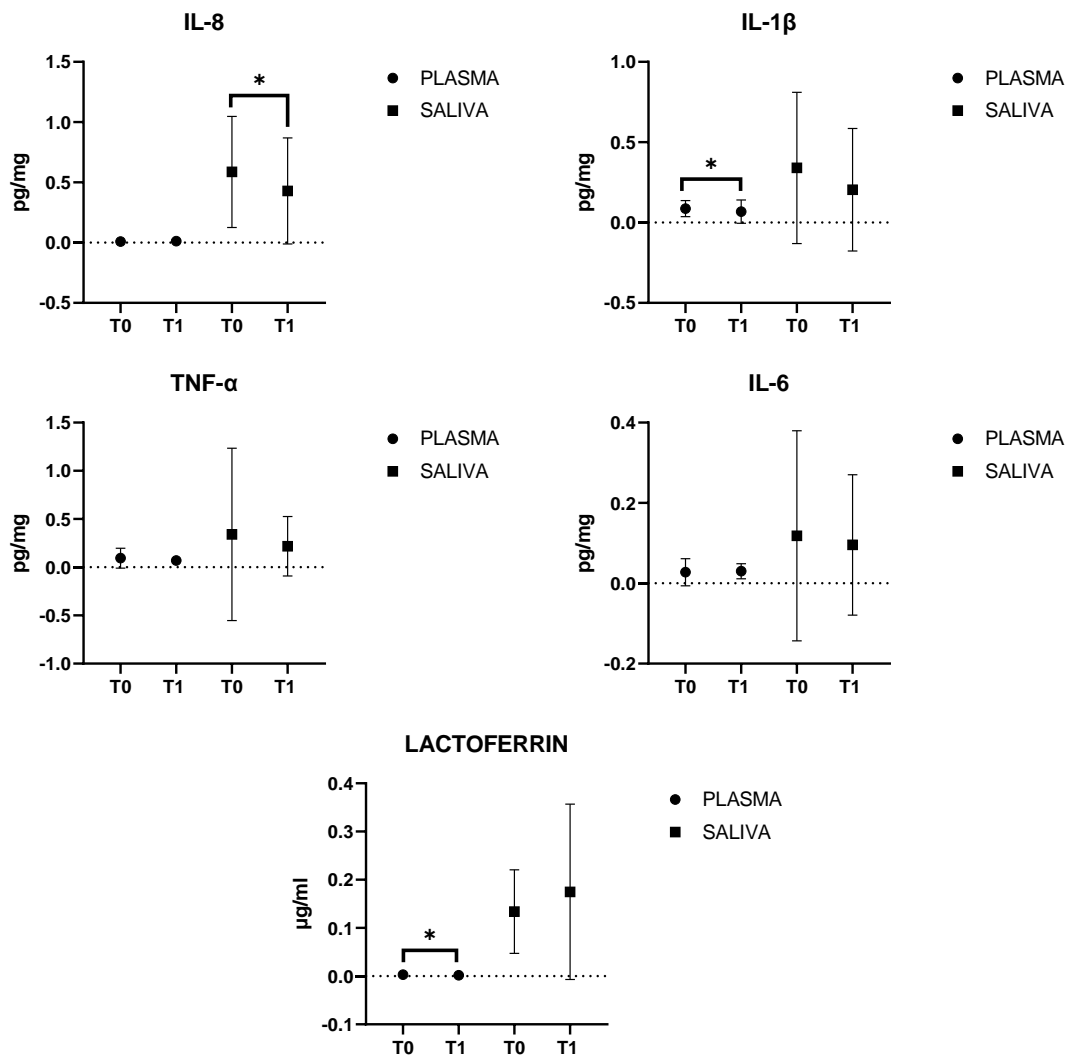 IL-8
1.5
1.0
0.5
0.0
-0.5
pg/mg
*
T0 T1 T0 T1
PLASMA
SALIVA
IL-1β
1.0
0.5
0.0
-0.5
pg/mg
*
T0 T1 T0 T1
PLASMA
SALIVA
TNF-α
1.5
1.0
0.5
0.0
-0.5
-1.0
pg/mg
T0 T1 T0 T1
PLASMA
SALIVA
IL-6
0.4
0.2
0.0
-0.2
pg/mg
T0 T1 T0 T1
PLASMA
SALIVA
LACTOFERRIN
0.4
0.3
0.2
0.1
0.0
-0.1
µg/ml
*
T0 T1 T0 T1
PLASMA
SALIVA